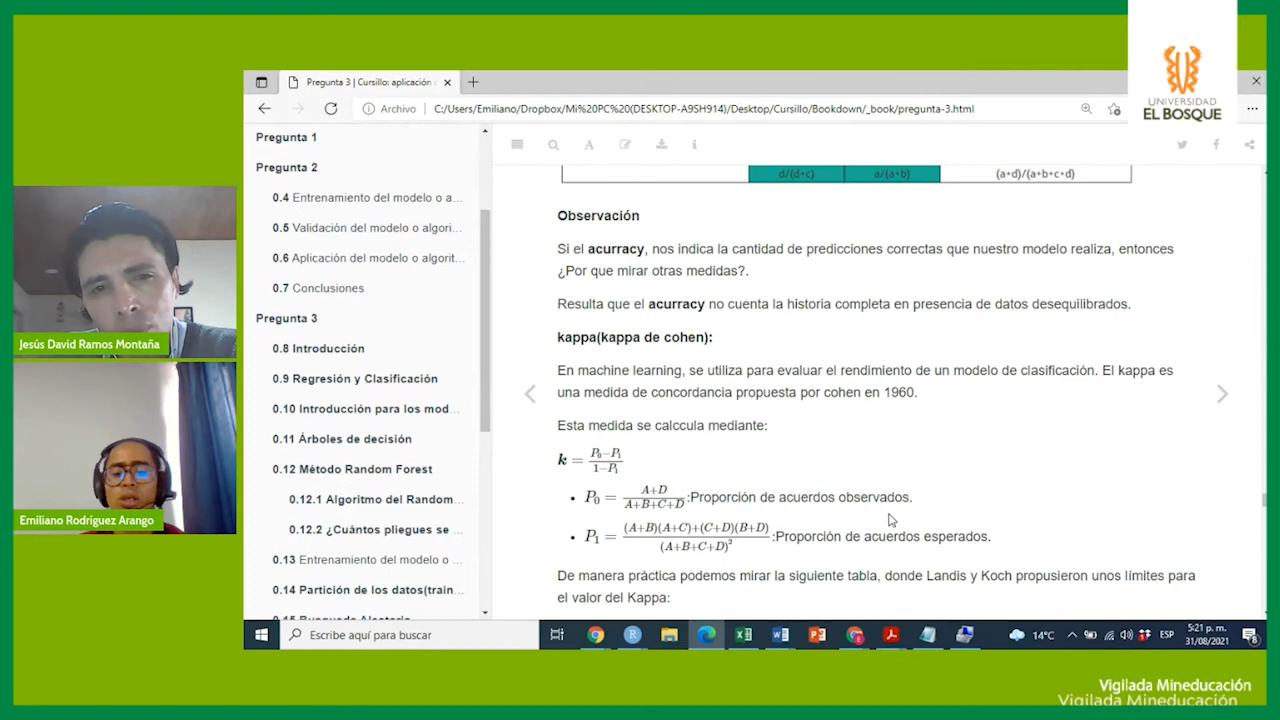 UNIVERSIDAD
EL BOSQUE
Pregunta 3 | Cursillo: aplicación
Archivo
C:/Users/Emiliano/Dropbox/Mi%20PC%20(DESKTOP-A95H914)/Desktop/Cursillo/Bookdown/_book/pregunta-3.html
Pregunta 1
Pregunta 2
0.4 Entrenamiento del modelo o a...
0.5 Validación del modelo o algori...
0.6 Aplicación del modelo o algorit...
0.7 Conclusiones
Pregunta 3
0.8 Introducción
0.9 Regresión y Clasificación
0.10 Introducción para los mod...
0.11 Árboles de decisión
0.12 Método Random Forest
0.12.1 Algoritmo del Random...
0.12.2 ¿Cuántos pliegues se ...
0.13 Entrenamiento del modelo o ...
0.14 Partición de los datos(train...
0.15 Busqueda Aleatoria
d/(d+c) a/(a+b) (a+d)/(a+b+c+d)
Observación
Si el acurracy, nos indica la cantidad de predicciones correctas que nuestro modelo realiza, entonces
¿Por que mirar otras medidas?.
Resulta que el acurracy no cuenta la historia completa en presencia de datos desequilibrados.
kappa(kappa de cohen):
En machine learning, se utiliza para evaluar el rendimiento de un modelo de clasificación. El kappa es
una medida de concordancia propuesta por cohen en 1960.
Esta medida se calccula mediante:
k = P₀−P₁ / 1−P₁
• P₀ = A+D / A+B+C+D :Proporción de acuerdos observados.
• P₁ = (A+B)(A+C)+(C+D)(B+D) / (A+B+C+D)² :Proporción de acuerdos esperados.
De manera práctica podemos mirar la siguiente tabla, donde Landis y Koch propusieron unos límites para
el valor del Kappa:
Jesús David Ramos Montaña
Emiliano Rodríguez Arango
Escribe aquí para buscar
14°C
ESP
5:21 p. m.
31/08/2021
8
Vigilada Mineducación
Vigilada Mineducación